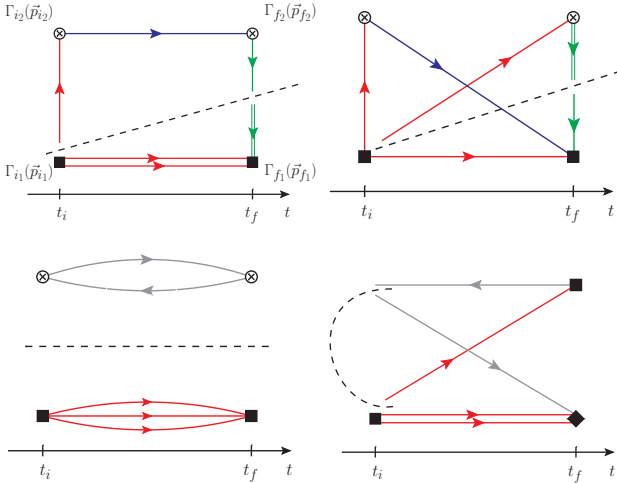 Γ_{i_2}(\vec{p}_{i_2})
Γ_{f_2}(\vec{p}_{f_2})
Γ_{i_1}(\vec{p}_{i_1})
Γ_{f_1}(\vec{p}_{f_1})
t_i t_f t
t_i t_f t
t_i t_f t
t_i t_f t